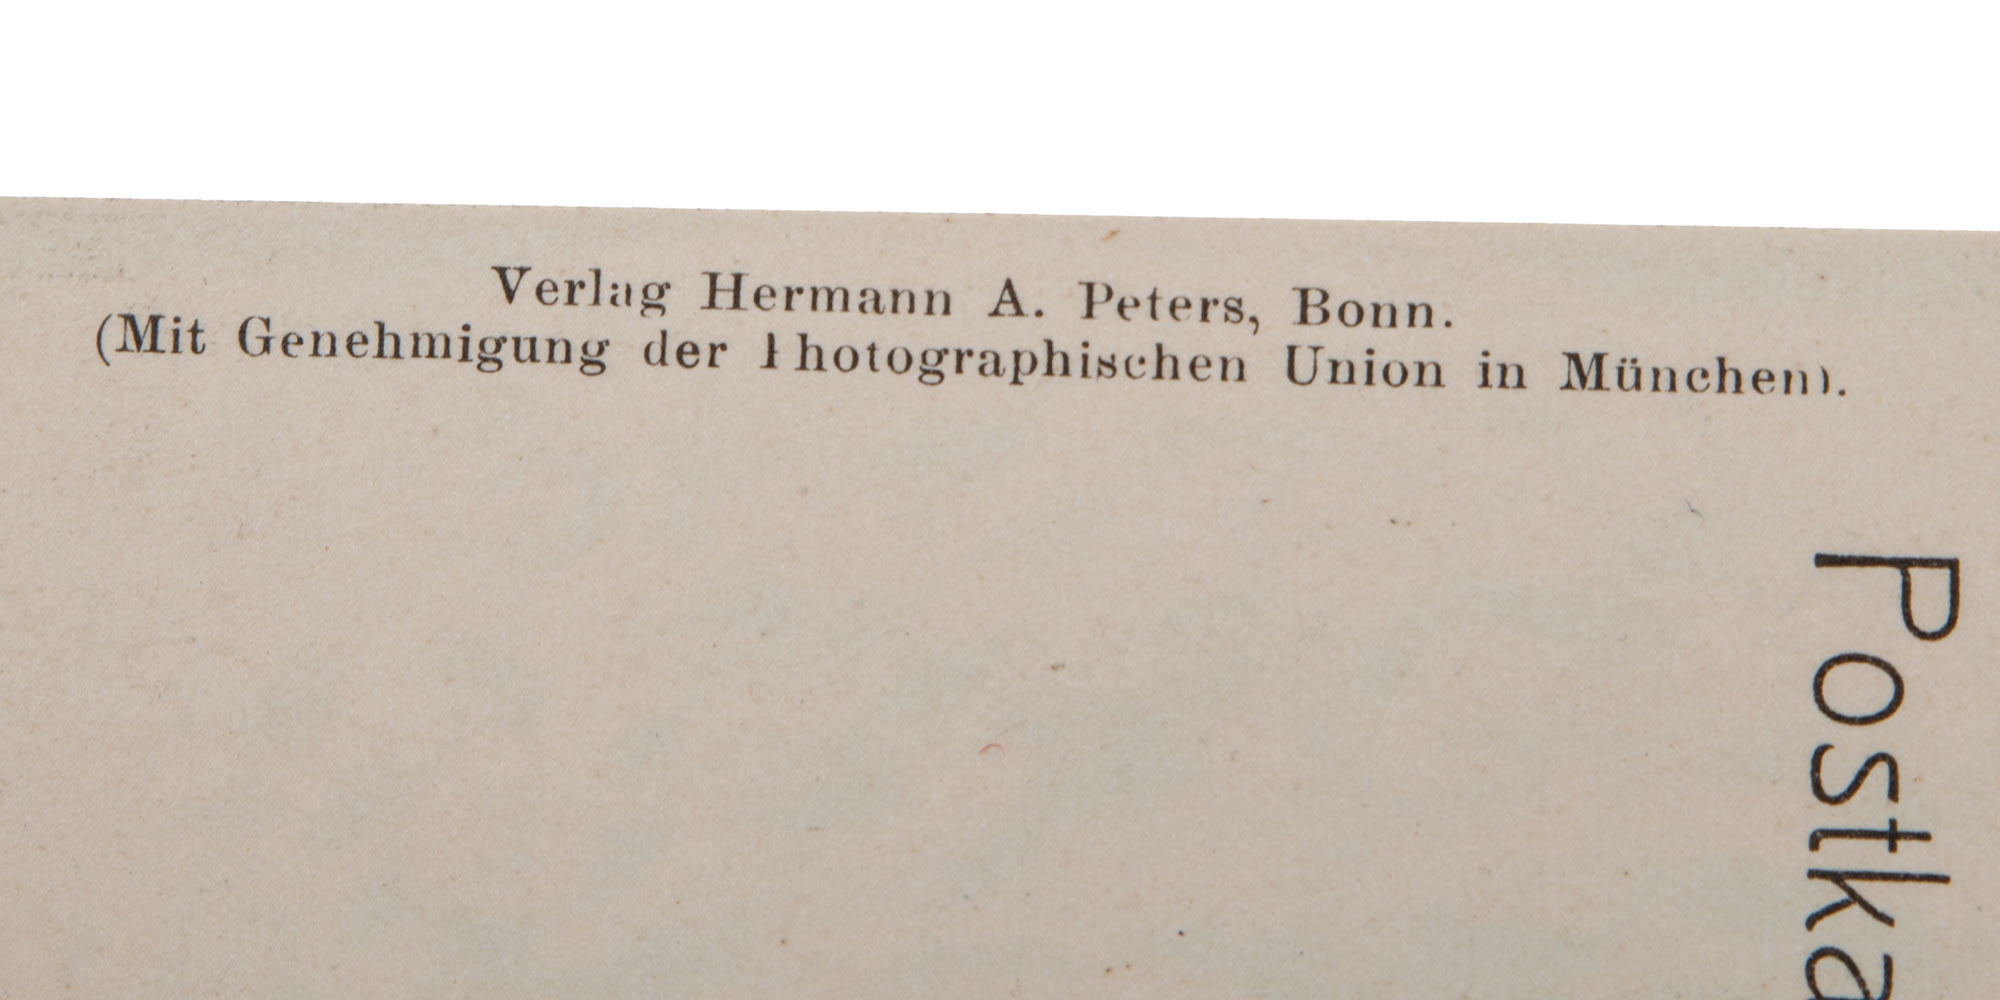 Verlag Hermann A. Peters, Bonn.
(Mit Genehmigung der Photographischen Union in München).
Postka